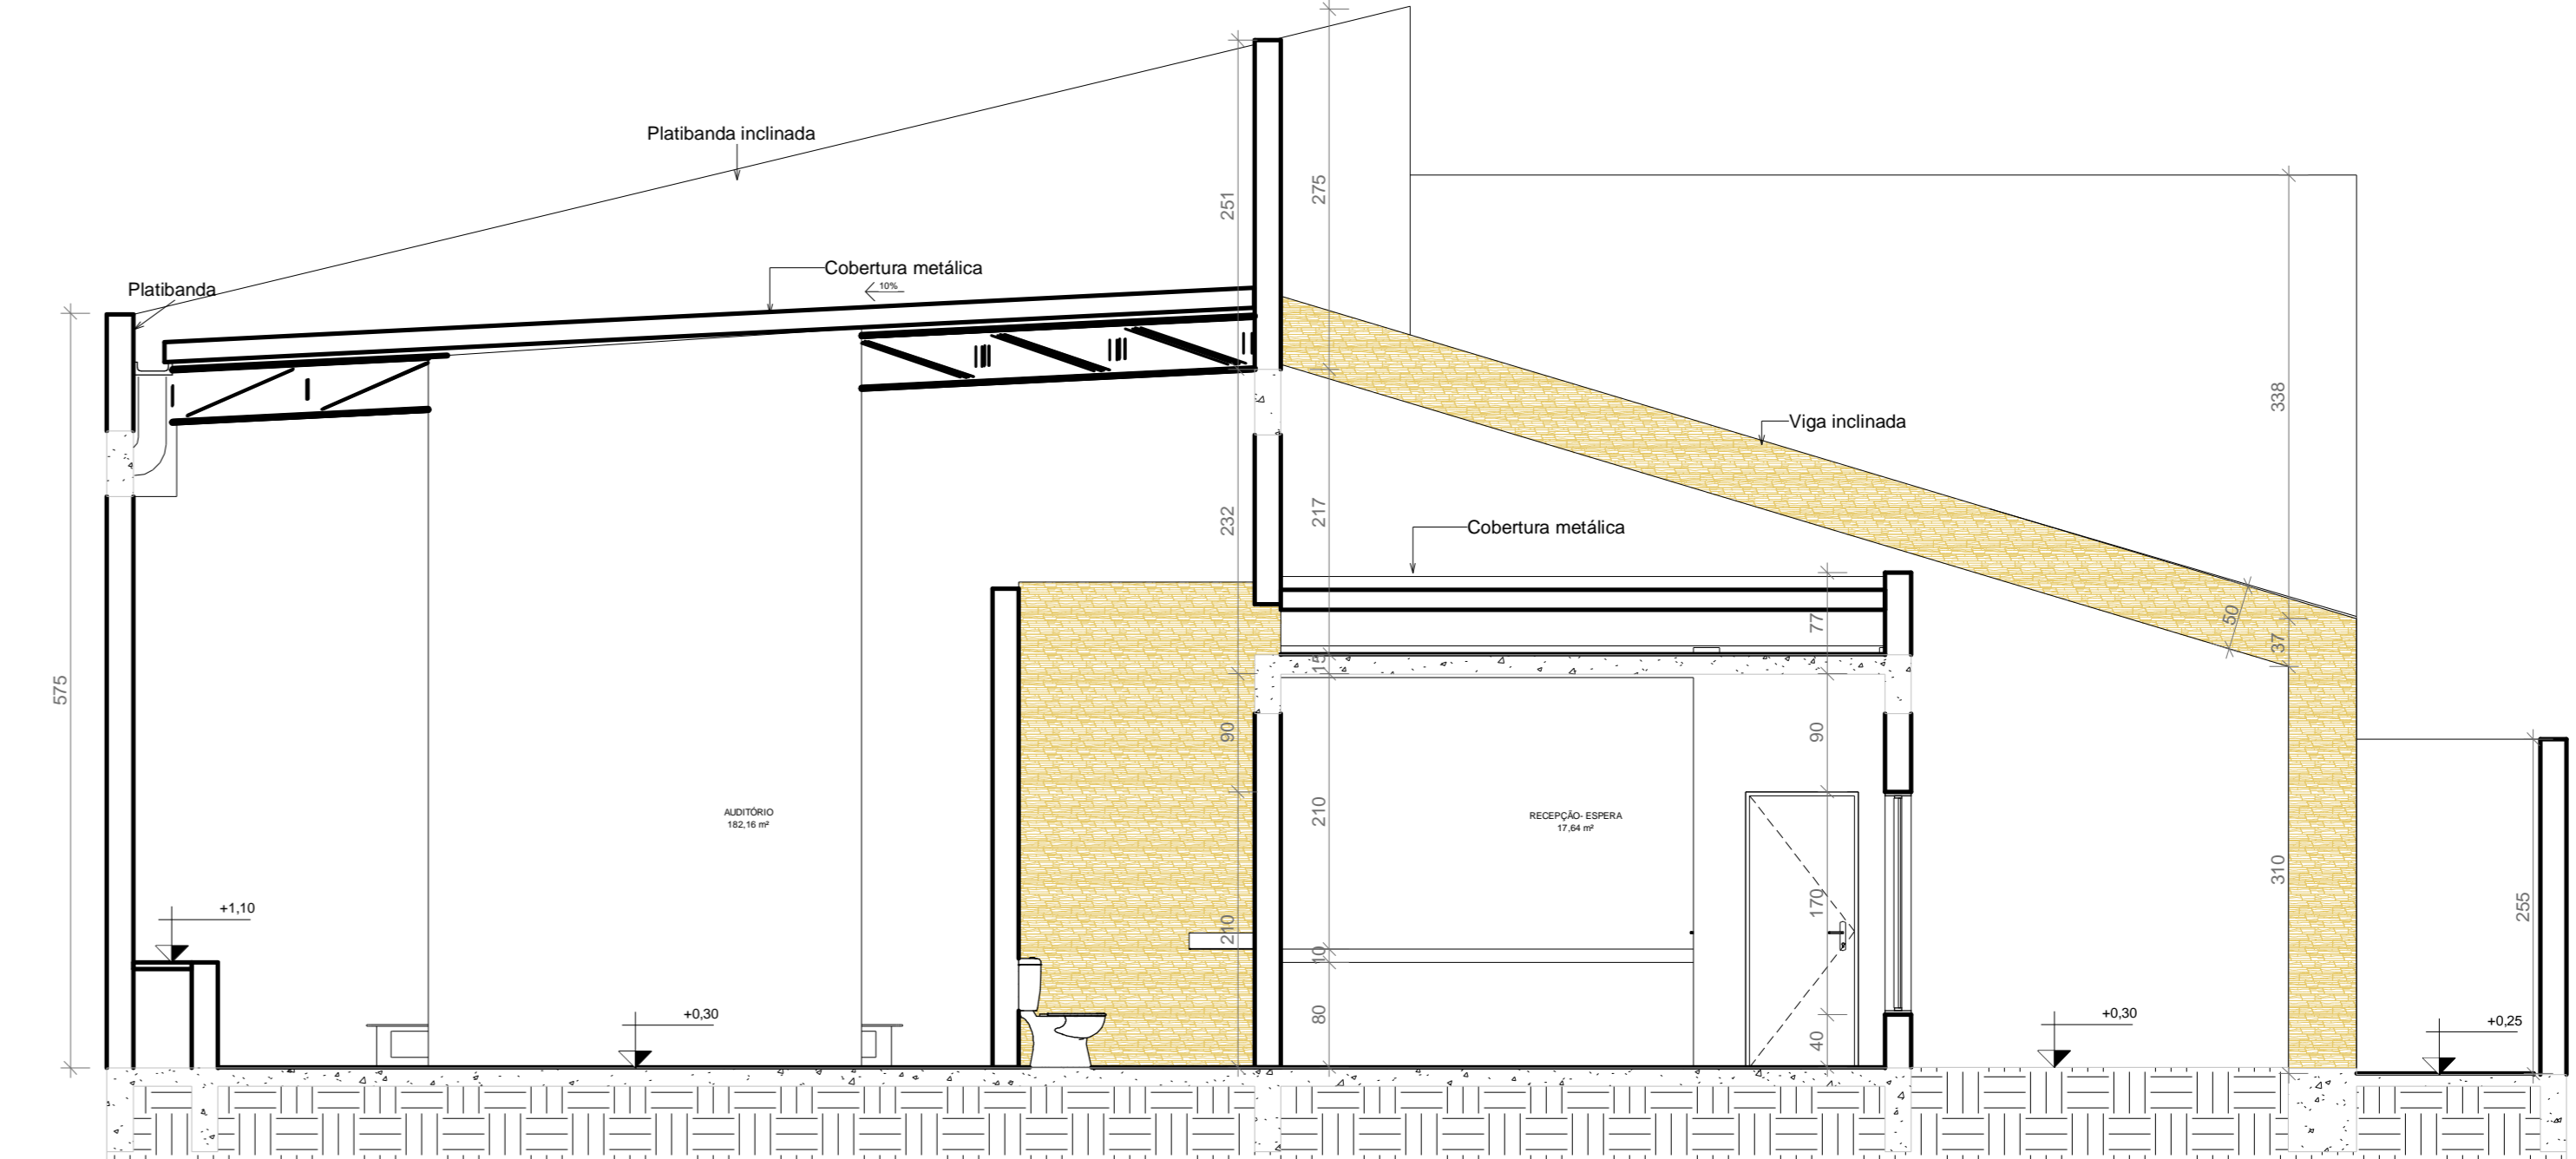 Platibanda inclinada
251
275
Cobertura metálica
10%
Platibanda
338
Viga inclinada
232
217
Cobertura metálica
575
77
50
37
15
90
90
AUDITÓRIO
182,16 m²
210
RECEPÇÃO- ESPERA
17,64 m²
310
170
255
+1,10
210
10
+0,30
80
40
+0,30
+0,25